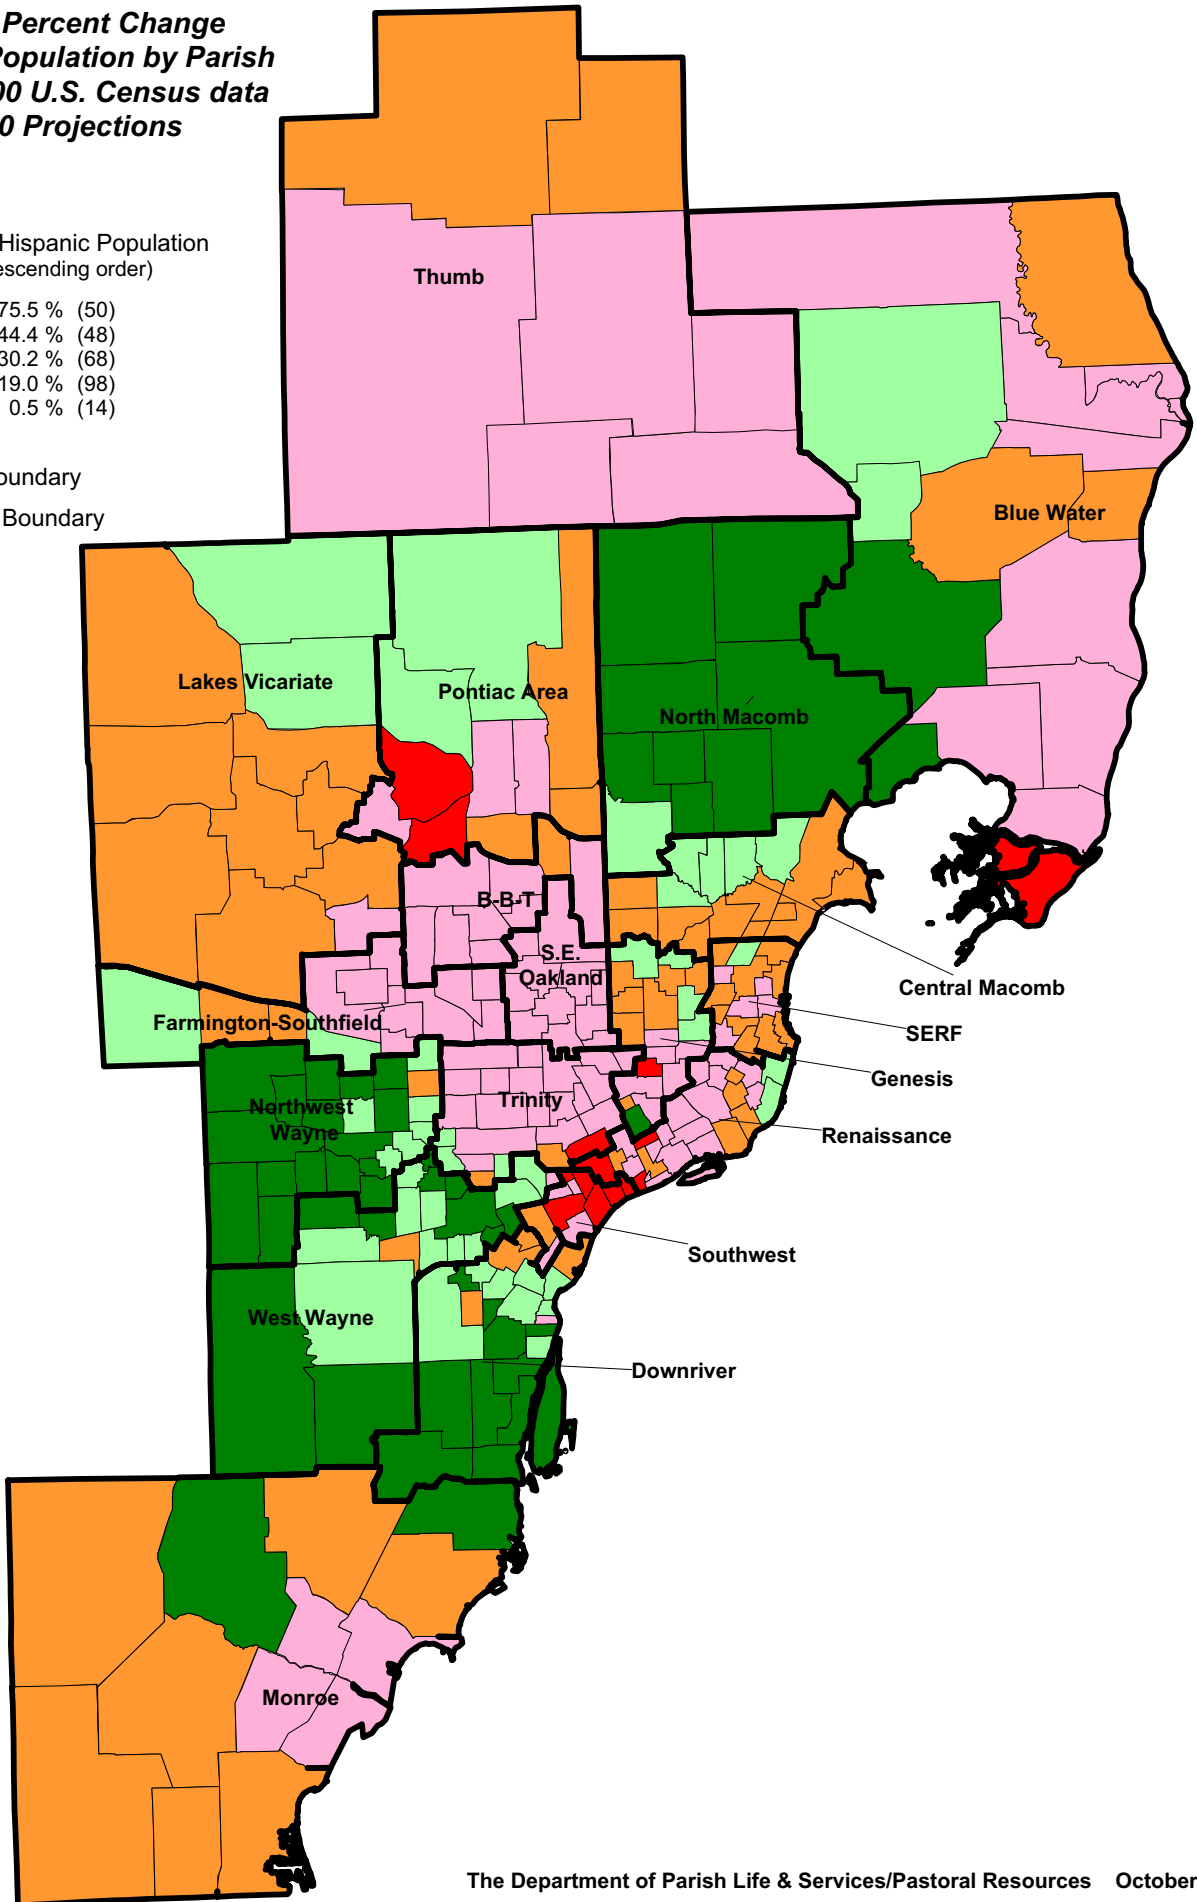 Percent Change
Population by Parish
00 U.S. Census data
0 Projections
Hispanic Population
escending order)
75.5 % (50)
44.4 % (48)
30.2 % (68)
19.0 % (98)
0.5 % (14)
oundary
Boundary
Thumb
Blue Water
Lakes Vicariate
Pontiac Area
North Macomb
B-B-T
S.E.
Oakland
Central Macomb
Farmington-Southfield
SERF
Genesis
Trinity
Northwest
Wayne
Renaissance
Southwest
West Wayne
Downriver
Monroe
The Department of Parish Life & Services/Pastoral Resources October